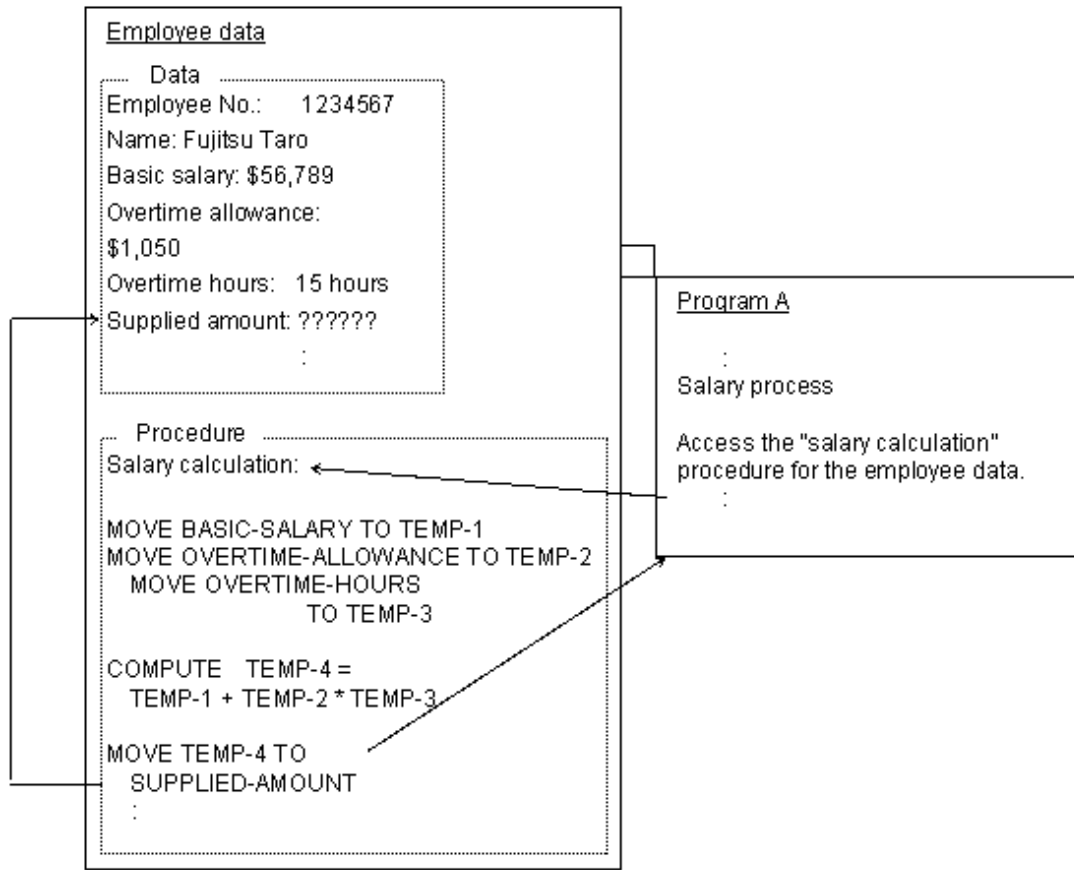 Employee data
Data
Employee No.: 1234567
Name: Fujitsu Taro
Basic salary: $56,789
Overtime allowance:
$1,050
Overtime hours: 15 hours
Supplied amount: ??????
:
Procedure
Salary calculation:
MOVE BASIC-SALARY TO TEMP-1
MOVE OVERTIME-ALLOWANCE TO TEMP-2
MOVE OVERTIME-HOURS
TO TEMP-3
COMPUTE TEMP-4 =
TEMP-1 + TEMP-2 * TEMP-3
MOVE TEMP-4 TO
SUPPLIED-AMOUNT
:
Program A
:
Salary process
Access the "salary calculation"
procedure for the employee data.
: